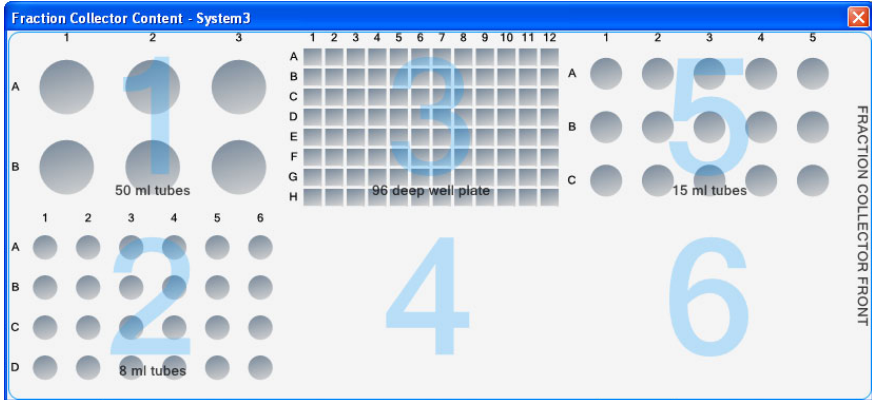 Fraction Collector Content - System3
1 2 3
A
B
1
50 ml tubes
1 2 3 4 5 6 7 8 9 10 11 12
A
B
C
D
E
F
G
H
3
96 deep well plate
1 2 3 4 5
A
B
C
5
15 ml tubes
1 2 3 4 5 6
A
B
C
D
2
8 ml tubes
4
6
FRACTION COLLECTOR FRONT